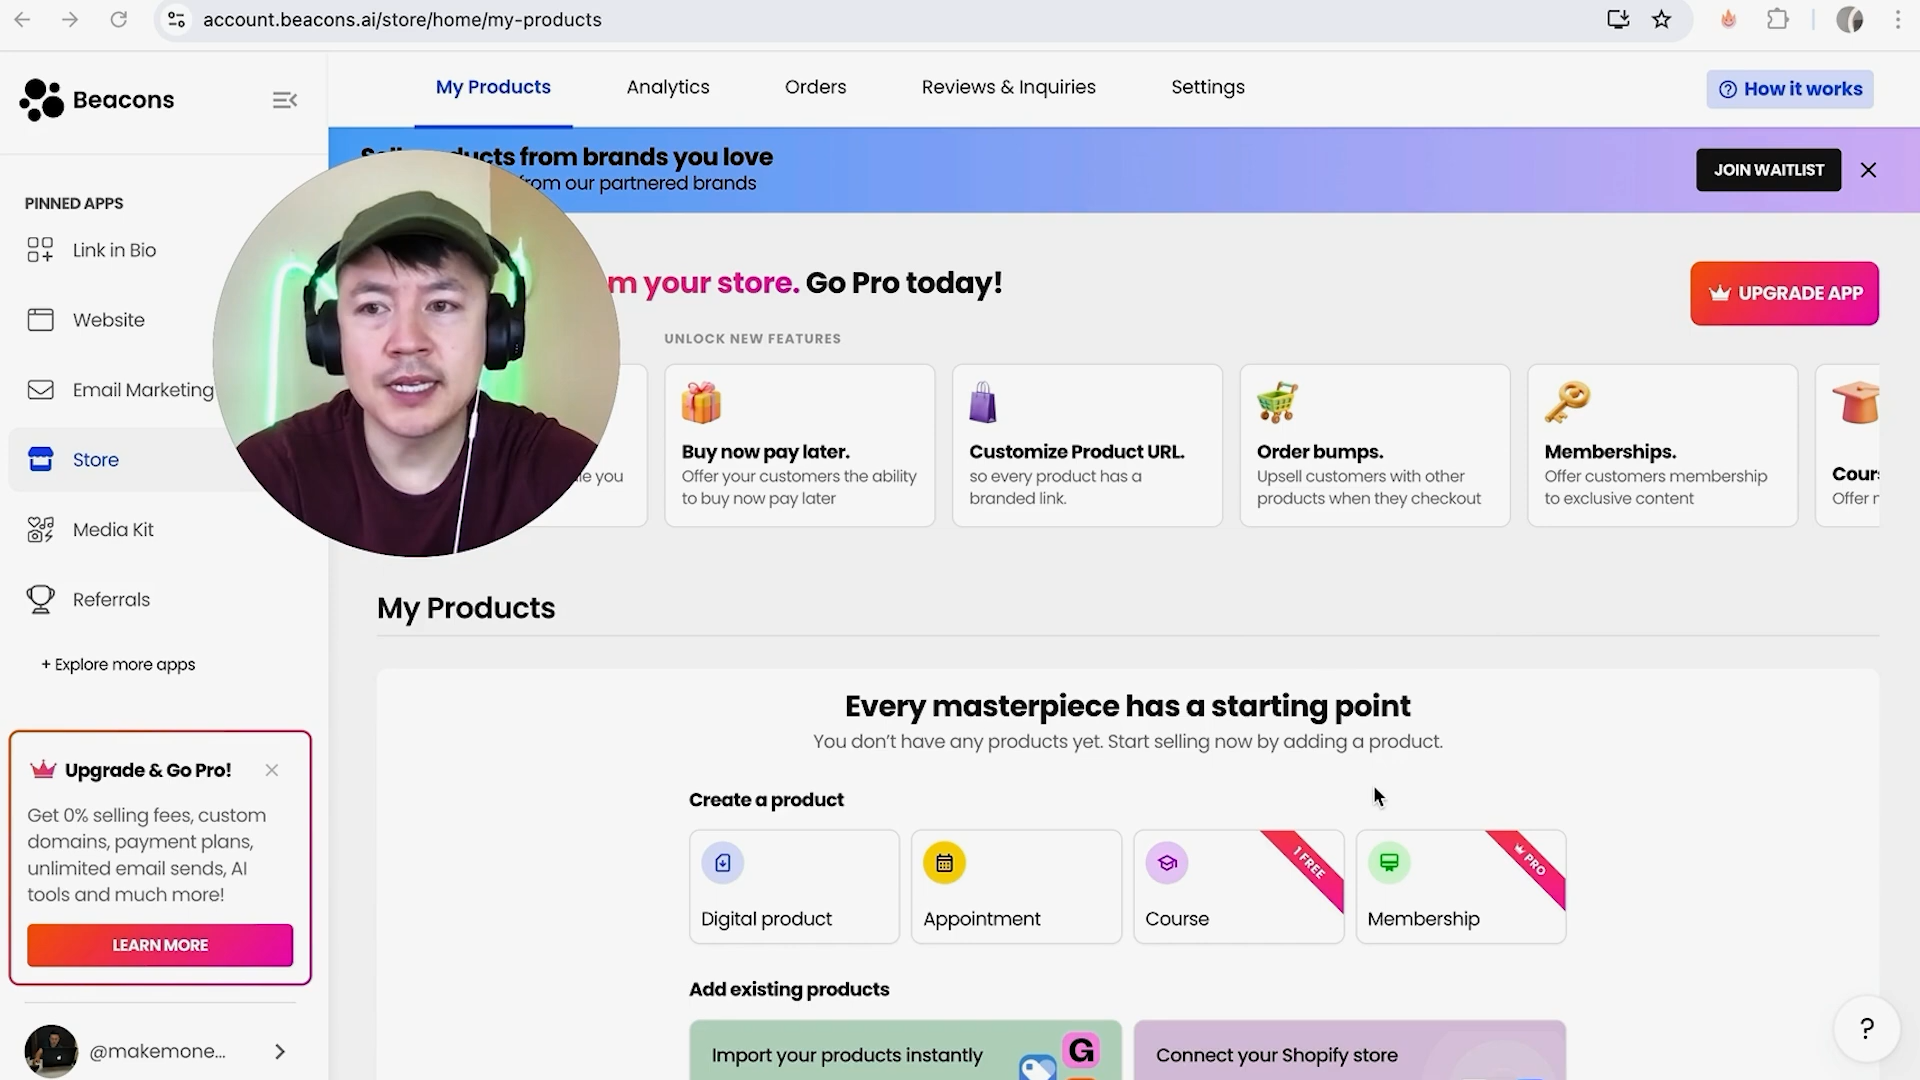 account.beacons.ai/store/home/my-products
Beacons
My Products
Analytics
Orders
Reviews & Inquiries
Settings
How it works
products from brands you love
from our partnered brands
JOIN WAITLIST
PINNED APPS
Link in Bio
Website
Email Marketing
Store
Media Kit
Referrals
+ Explore more apps
your store. Go Pro today!
UPGRADE APP
UNLOCK NEW FEATURES
you
Buy now pay later.
Offer your customers the ability
to buy now pay later
Customize Product URL.
so every product has a
branded link.
Order bumps.
Upsell customers with other
products when they checkout
Memberships.
Offer customers membership
to exclusive content
My Products
Every masterpiece has a starting point
You don't have any products yet. Start selling now by adding a product.
Create a product
Digital product
Appointment
1 FREE
Course
PRO
Membership
Add existing products
Import your products instantly
G
Connect your Shopify store
Upgrade & Go Pro!
Get 0% selling fees, custom
domains, payment plans,
unlimited email sends, AI
tools and much more!
LEARN MORE
@makemone...
?